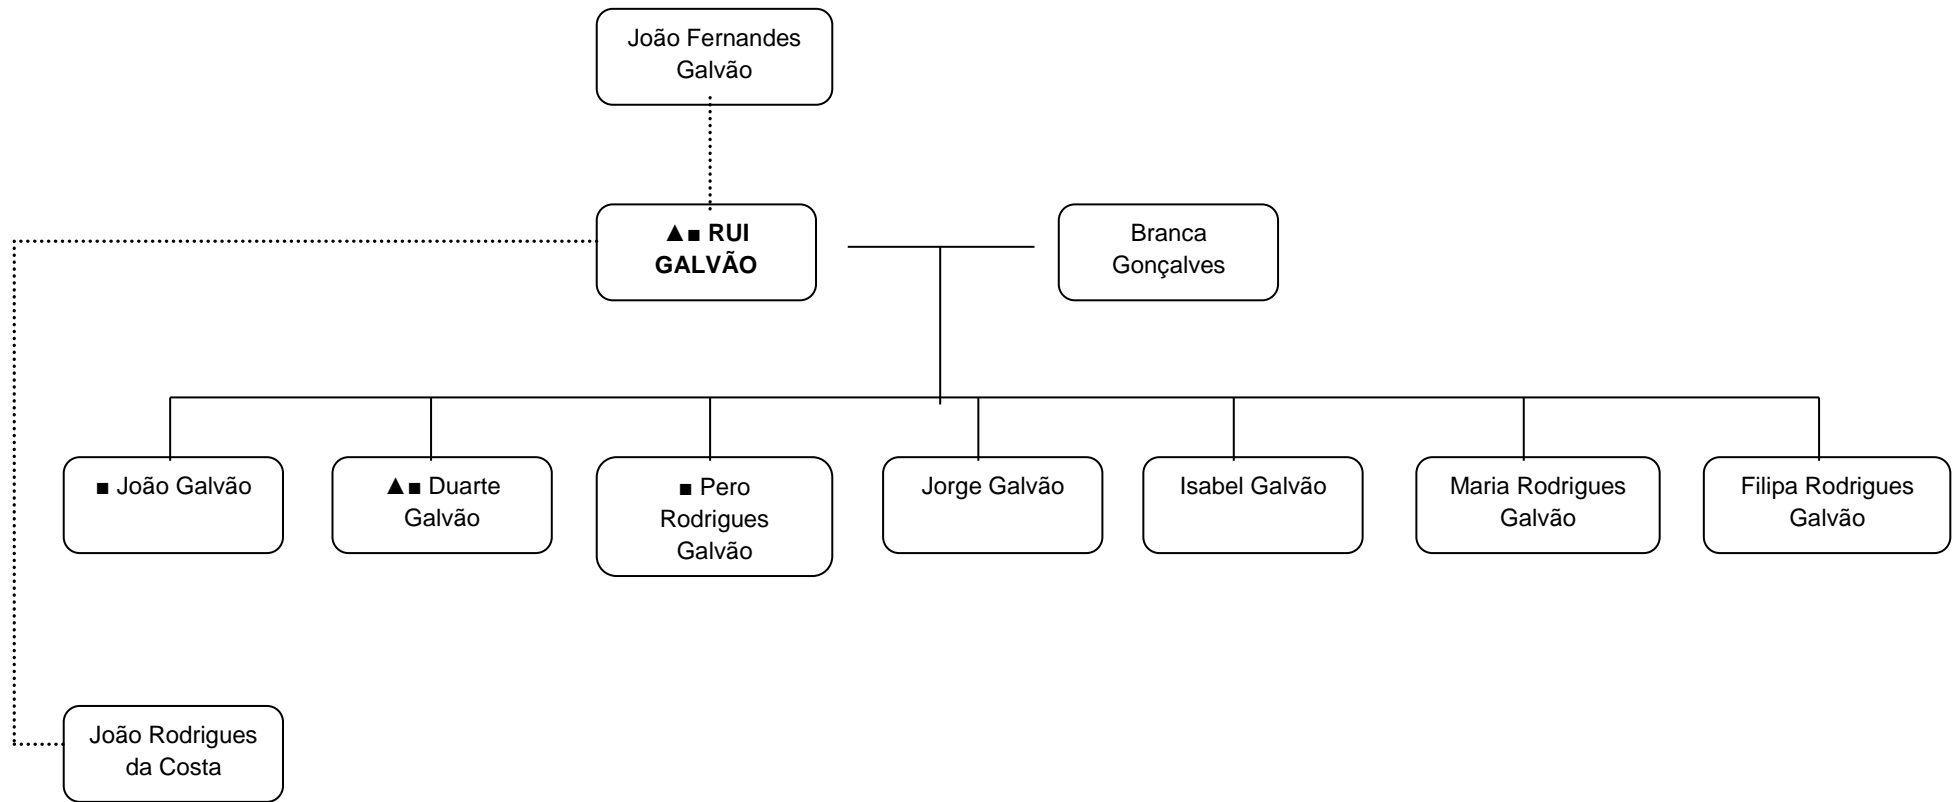 João Fernandes
Galvão
▲■ RUI
GALVÃO
Branca
Gonçalves
■ João Galvão
▲■ Duarte
Galvão
■ Pero
Rodrigues
Galvão
Jorge Galvão
Isabel Galvão
Maria Rodrigues
Galvão
Filipa Rodrigues
Galvão
João Rodrigues
da Costa